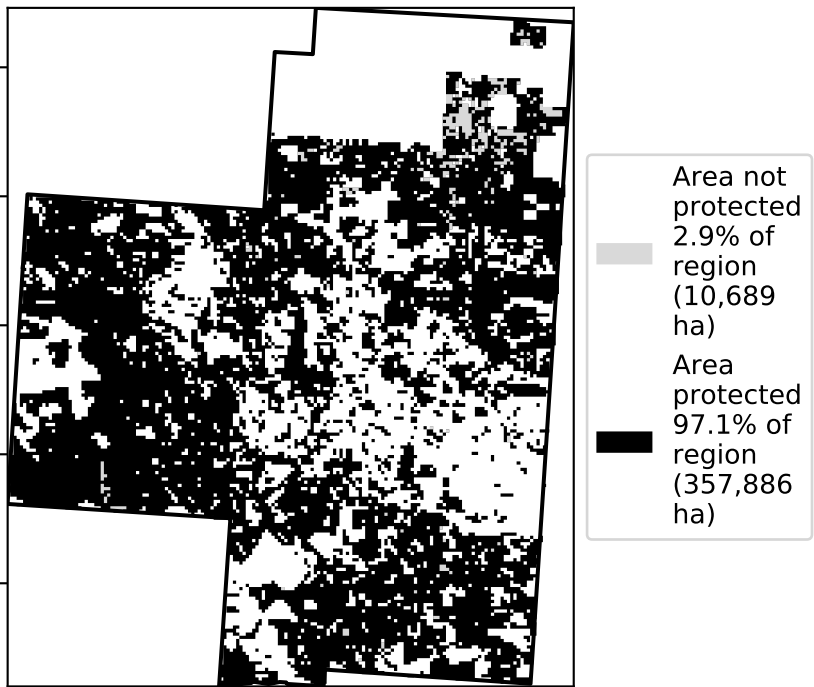 Area not
protected
2.9% of
region
(10,689
ha)
Area
protected
97.1% of
region
(357,886
ha)